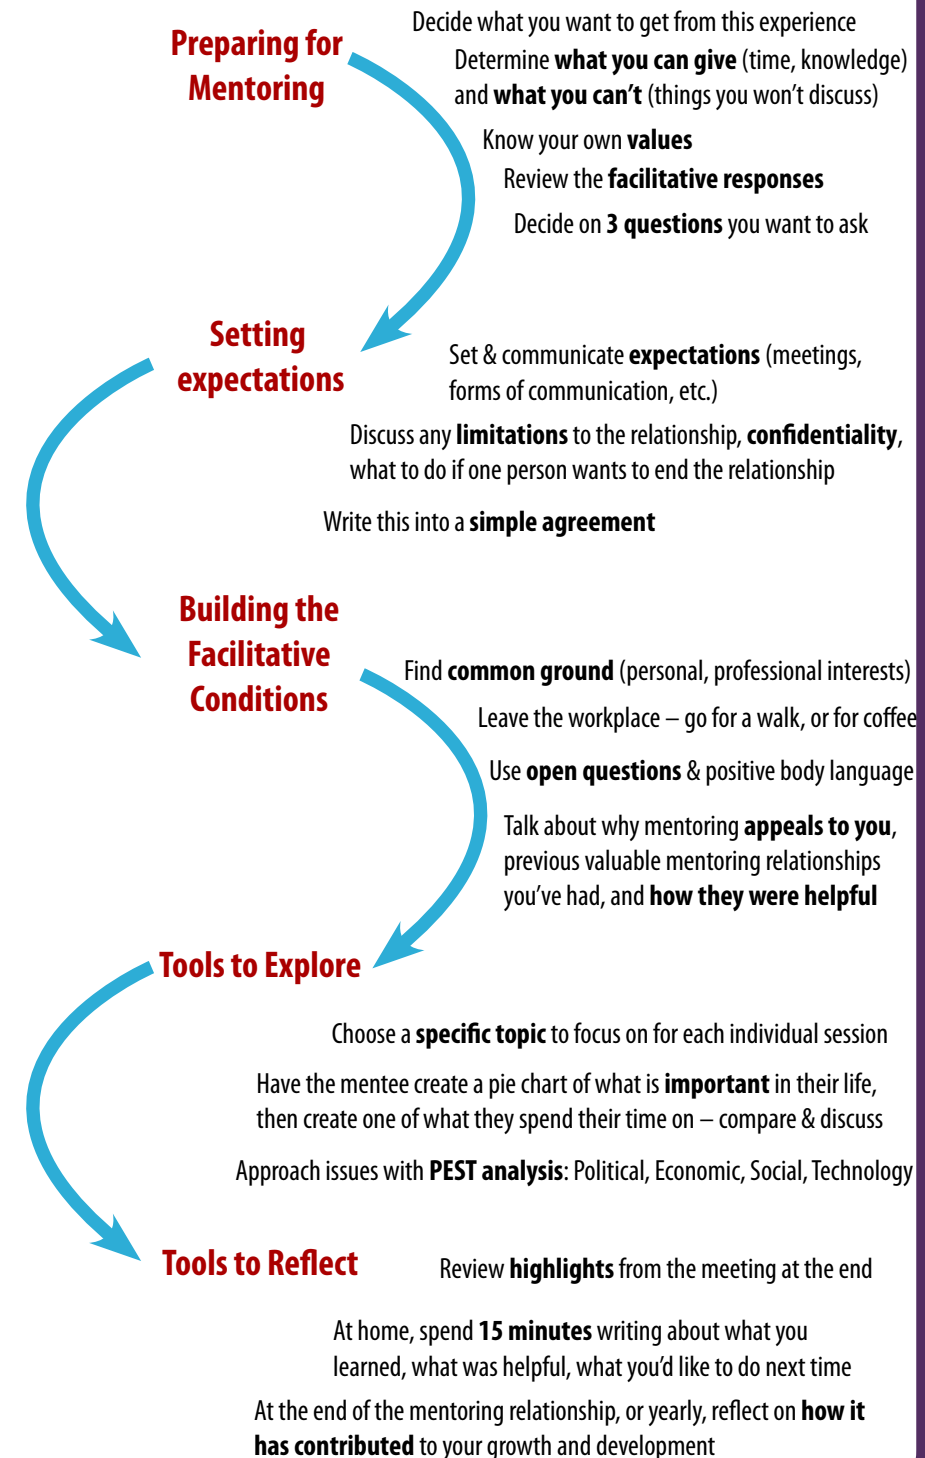 Preparing for
Mentoring
Decide what you want to get from this experience
Determine what you can give (time, knowledge)
and what you can't (things you won't discuss)
Know your own values
Review the facilitative responses
Decide on 3 questions you want to ask
Setting
expectations
Set & communicate expectations (meetings,
forms of communication, etc.)
Discuss any limitations to the relationship, confidentiality,
what to do if one person wants to end the relationship
Write this into a simple agreement
Building the
Facilitative
Conditions
Find common ground (personal, professional interests)
Leave the workplace – go for a walk, or for coffee
Use open questions & positive body language
Talk about why mentoring appeals to you,
previous valuable mentoring relationships
you've had, and how they were helpful
Tools to Explore
Choose a specific topic to focus on for each individual session
Have the mentee create a pie chart of what is important in their life,
then create one of what they spend their time on – compare & discuss
Approach issues with PEST analysis: Political, Economic, Social, Technology
Tools to Reflect
Review highlights from the meeting at the end
At home, spend 15 minutes writing about what you
learned, what was helpful, what you'd like to do next time
At the end of the mentoring relationship, or yearly, reflect on how it
has contributed to your growth and development